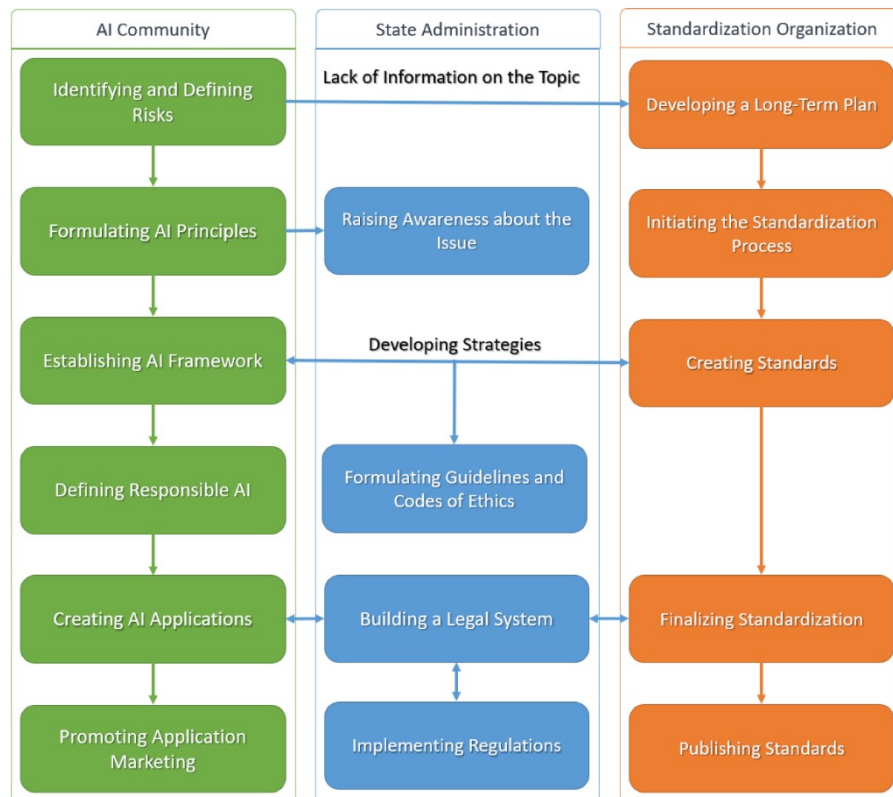 AI Community
State Administration
Standardization Organization
Identifying and Defining
Risks
Lack of Information on the Topic
Developing a Long-Term Plan
Formulating AI Principles
Raising Awareness about the
Issue
Initiating the Standardization
Process
Establishing AI Framework
Developing Strategies
Creating Standards
Defining Responsible AI
Formulating Guidelines and
Codes of Ethics
Creating AI Applications
Building a Legal System
Finalizing Standardization
Promoting Application
Marketing
Implementing Regulations
Publishing Standards